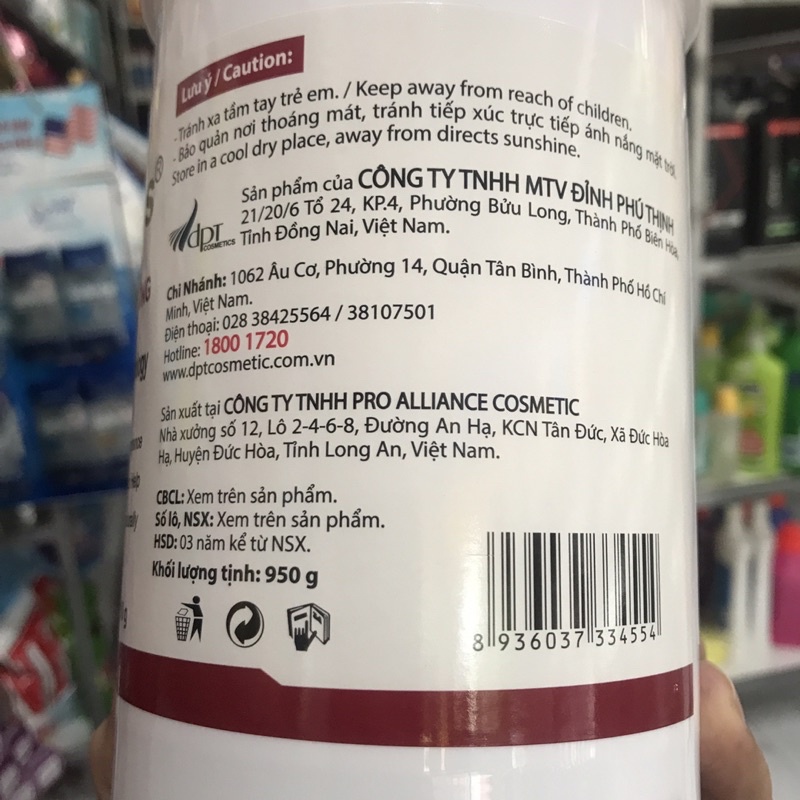 Lưu ý / Caution:
- Tránh xa tầm tay trẻ em. / Keep away from reach of children.
- Bảo quản nơi thoáng mát, tránh tiếp xúc trực tiếp ánh nắng mặt trời.
Store in a cool dry place, away from directs sunshine.
Sản phẩm của CÔNG TY TNHH MTV ĐỈNH PHÚ THỊNH
21/20/6 Tổ 24, KP.4, Phường Bửu Long, Thành Phố Biên Hòa,
Tỉnh Đồng Nai, Việt Nam.
dpt
COSMETICS
Chi Nhánh: 1062 Âu Cơ, Phường 14, Quận Tân Bình, Thành Phố Hồ Chí
Minh, Việt Nam.
Điện thoại: 028 38425564 / 38107501
Hotline: 1800 1720
www.dptcosmetic.com.vn
Sản xuất tại CÔNG TY TNHH PRO ALLIANCE COSMETIC
Nhà xưởng số 12, Lô 2-4-6-8, Đường An Hạ, KCN Tân Đức, Xã Đức Hòa
Hạ, Huyện Đức Hòa, Tỉnh Long An, Việt Nam.
CBCL: Xem trên sản phẩm.
Số lô, NSX: Xem trên sản phẩm.
HSD: 03 năm kể từ NSX.
Khối lượng tịnh: 950 g
8 936037 334554